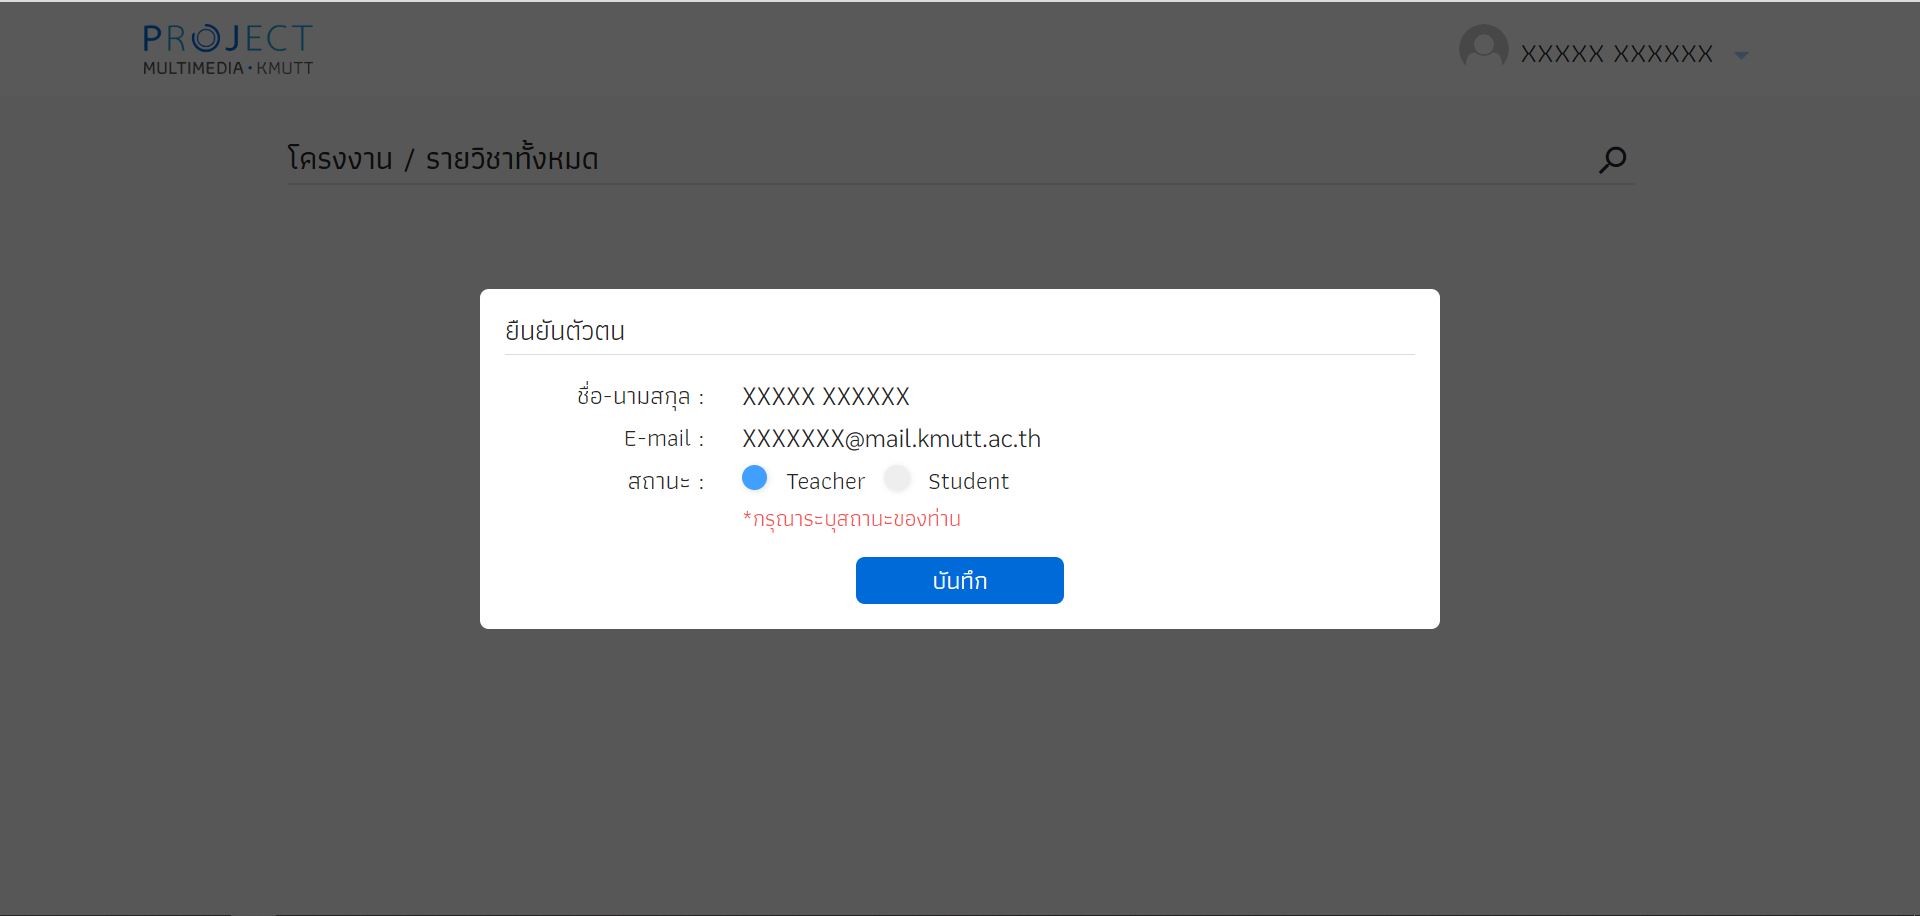 PROJECT
MULTIMEDIA • KMUTT
XXXXX XXXXXX
โครงงาน / รายวิชาทั้งหมด
ยืนยันตัวตน
ชื่อ-นามสกุล : XXXXX XXXXXX
E-mail : XXXXXXX@mail.kmutt.ac.th
สถานะ : Teacher Student
*กรุณาระบุสถานะของท่าน
บันทึก